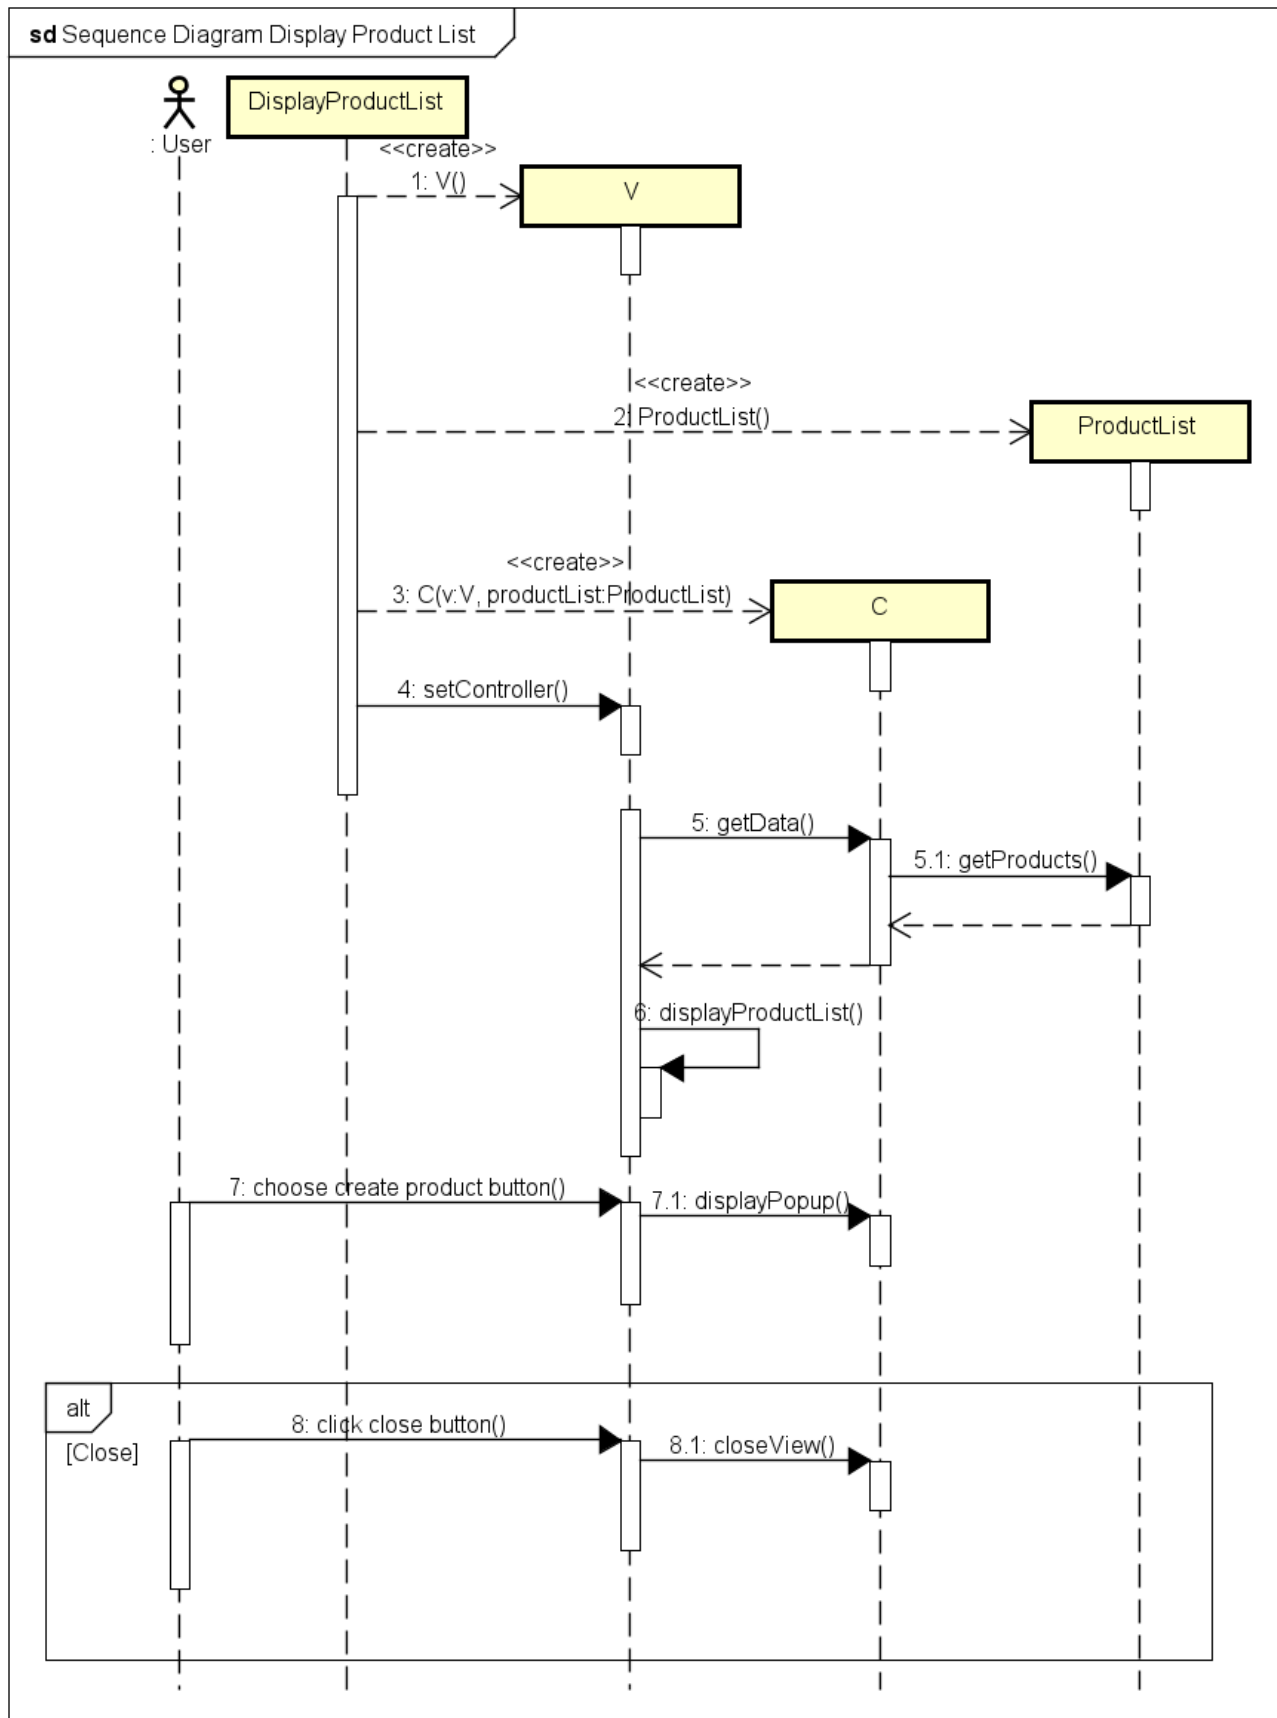 sd Sequence Diagram Display Product List
: User
DisplayProductList
<<create>>
1: V()
V
<<create>>
2: ProductList()
ProductList
<<create>>
3: C(v:V, productList:ProductList)
C
4: setController()
5: getData()
5.1: getProducts()
6: displayProductList()
7: choose create product button()
7.1: displayPopup()
alt
[Close]
8: click close button()
8.1: closeView()